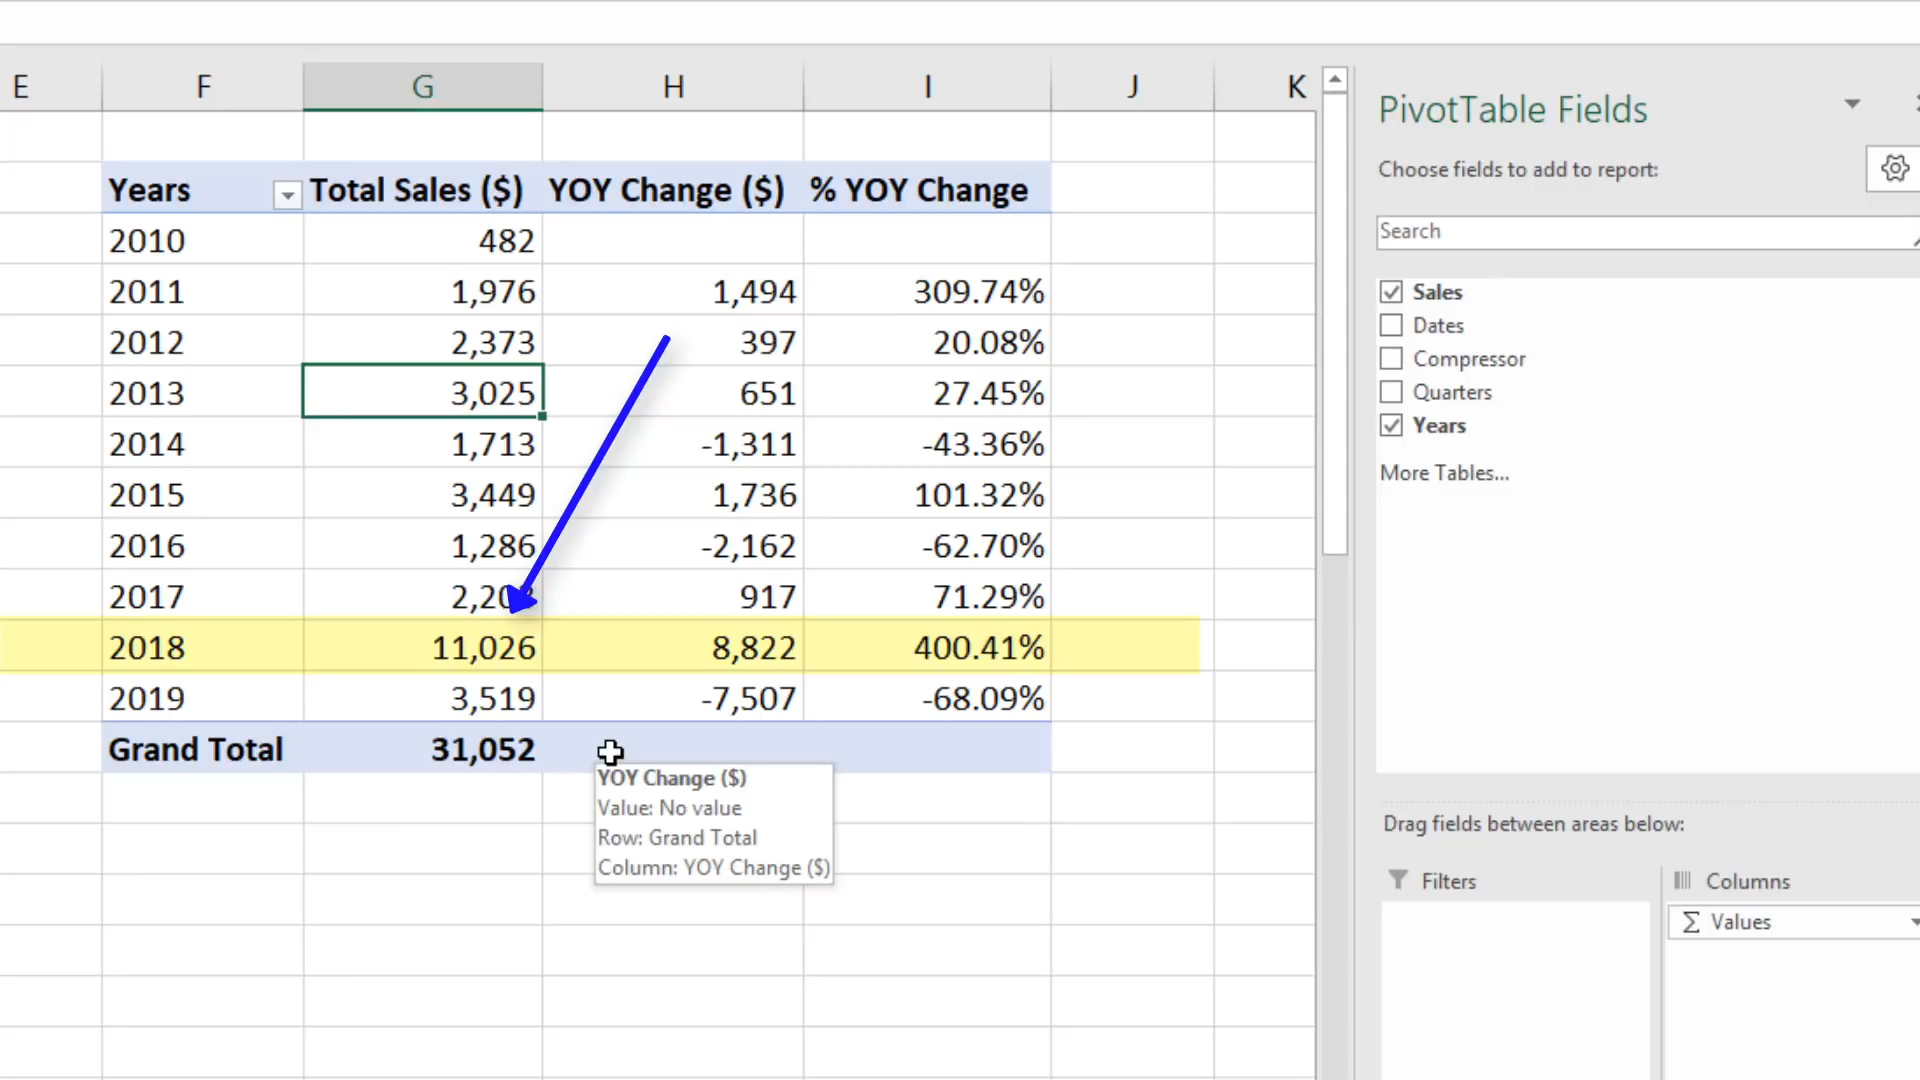 E F G H I J K
Years Total Sales ($) YOY Change ($) % YOY Change
2010 482
2011 1,976 1,494 309.74%
2012 2,373 397 20.08%
2013 3,025 651 27.45%
2014 1,713 -1,311 -43.36%
2015 3,449 1,736 101.32%
2016 1,286 -2,162 -62.70%
2017 917 71.29%
2018 11,026 8,822 400.41%
2019 3,519 -7,507 -68.09%
Grand Total 31,052
YOY Change ($)
Value: No value
Row: Grand Total
Column: YOY Change ($)
PivotTable Fields
Choose fields to add to report:
Search
Sales
Dates
Compressor
Quarters
Years
More Tables...
Drag fields between areas below:
Filters
Columns
Σ Values